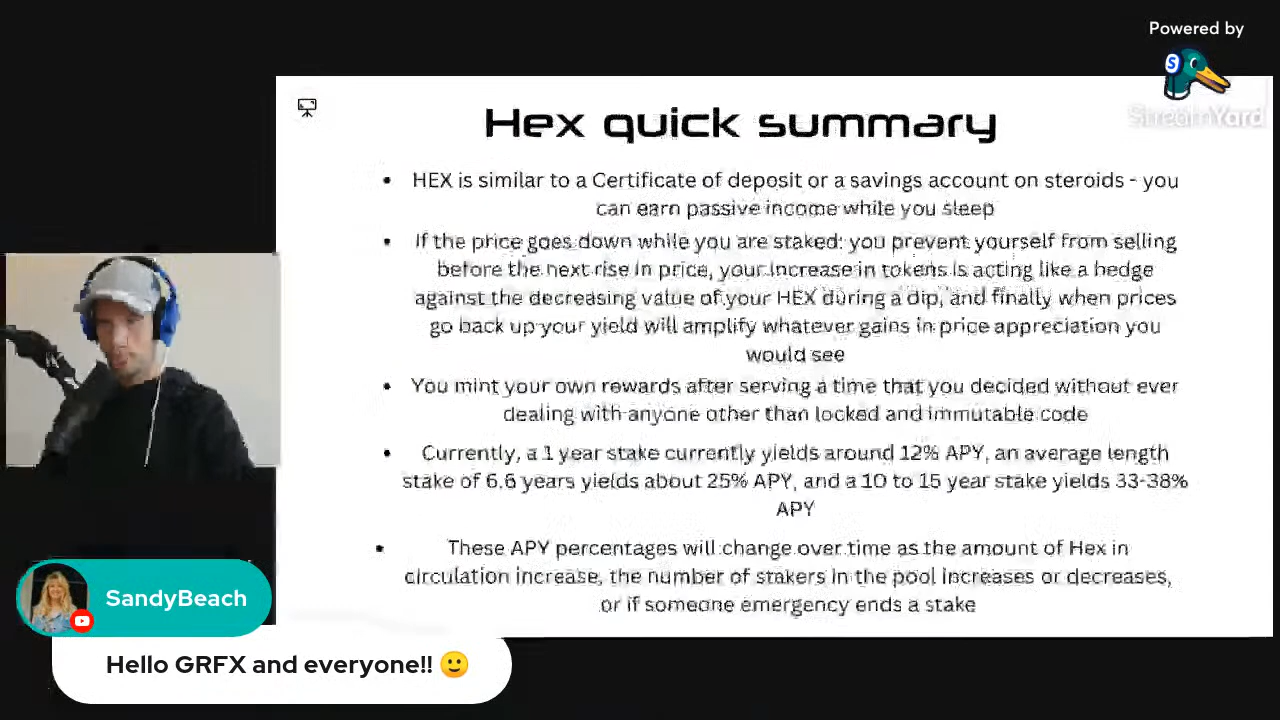 Powered by
StreamYard
Hex quick summary
• HEX is similar to a Certificate of deposit or a savings account on steroids - you
can earn passive income while you sleep
• If the price goes down while you are staked: you prevent yourself from selling
before the next rise in price, your increase in tokens is acting like a hedge
against the decreasing value of your HEX during a dip, and finally when prices
go back up your yield will amplify whatever gains in price appreciation you
would see
• You mint your own rewards after serving a time that you decided without ever
dealing with anyone other than locked and immutable code
• Currently, a 1 year stake currently yields around 12% APY, an average length
stake of 6.6 years yields about 25% APY, and a 10 to 15 year stake yields 33-38%
APY
• These APY percentages will change over time as the amount of Hex in
circulation increase, the number of stakers in the pool increases or decreases,
or if someone emergency ends a stake
SandyBeach
Hello GRFX and everyone!! 🙂